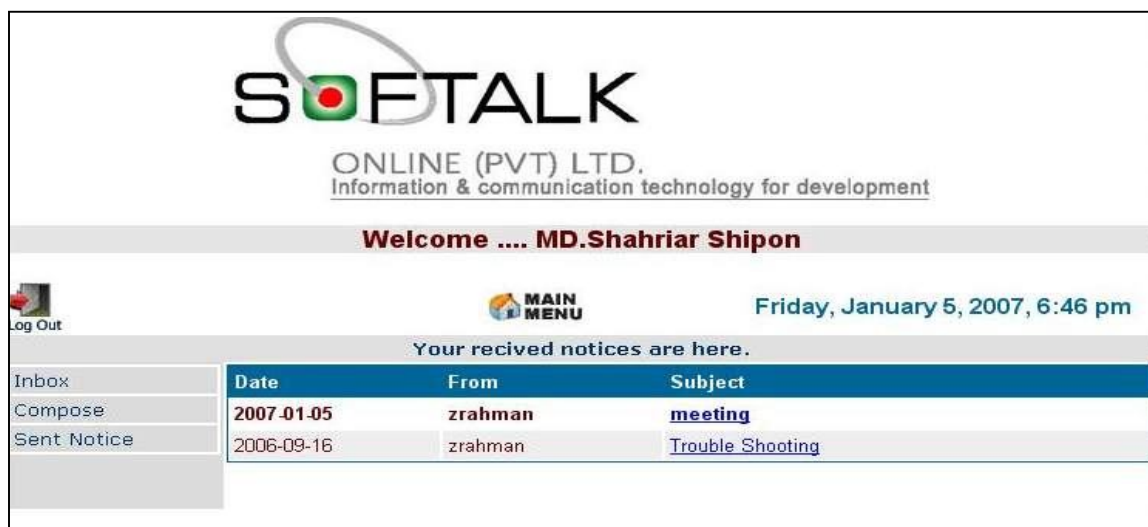 SOFTALK
ONLINE (PVT) LTD.
Information & communication technology for development
Welcome .... MD.Shahriar Shipon
Log Out
MAIN
MENU
Friday, January 5, 2007, 6:46 pm
Your recived notices are here.
Inbox
Compose
Sent Notice
Date From Subject
2007-01-05 zrahman meeting
2006-09-16 zrahman Trouble Shooting